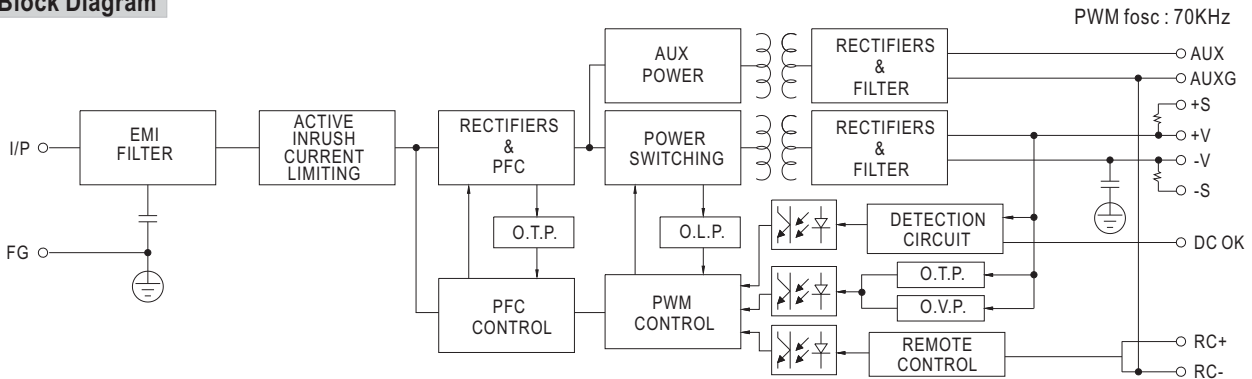 Block Diagram
PWM fosc : 70KHz
AUX
POWER
RECTIFIERS
&
FILTER
AUX
AUXG
+S
I/P
EMI
FILTER
ACTIVE
INRUSH
CURRENT
LIMITING
RECTIFIERS
&
PFC
POWER
SWITCHING
RECTIFIERS
&
FILTER
+V
-V
-S
O.T.P.
O.L.P.
DETECTION
CIRCUIT
DC OK
FG
PFC
CONTROL
PWM
CONTROL
O.T.P.
O.V.P.
REMOTE
CONTROL
RC+
RC-